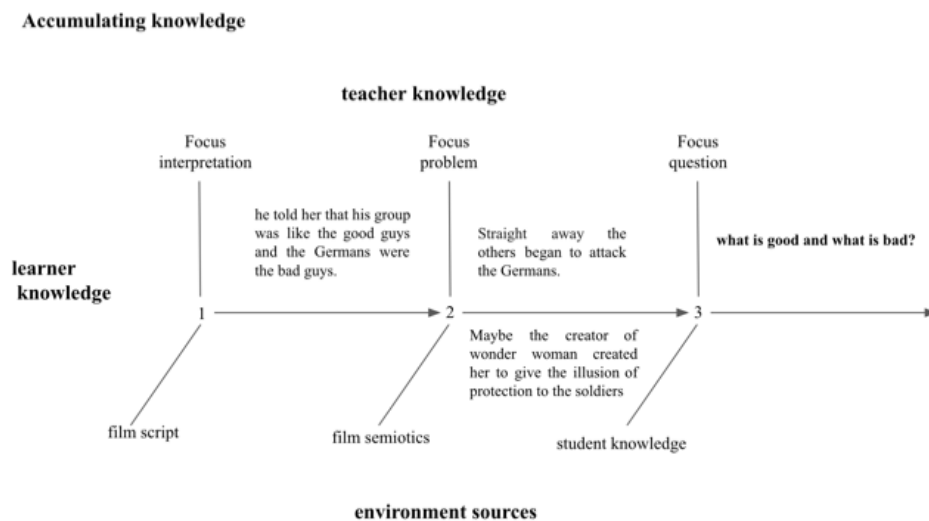 Accumulating knowledge
teacher knowledge
Focus
interpretation
Focus
problem
Focus
question
he told her that his group
was like the good guys
and the Germans were
the bad guys.
Straight away the
others began to attack
the Germans.
what is good and what is bad?
learner
knowledge
1
2
3
Maybe the creator of
wonder woman created
her to give the illusion of
protection to the soldiers
film script
film semiotics
student knowledge
environment sources